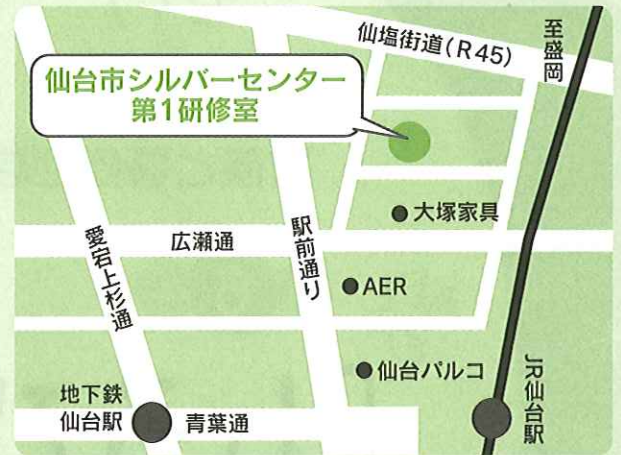 仙塩街道（R45）
至盛岡
仙台市シルバーセンター
第1研修室
大塚家具
広瀬通
駅前通り
愛宕上杉通
AER
仙台パルコ
JR仙台駅
地下鉄
仙台駅
青葉通